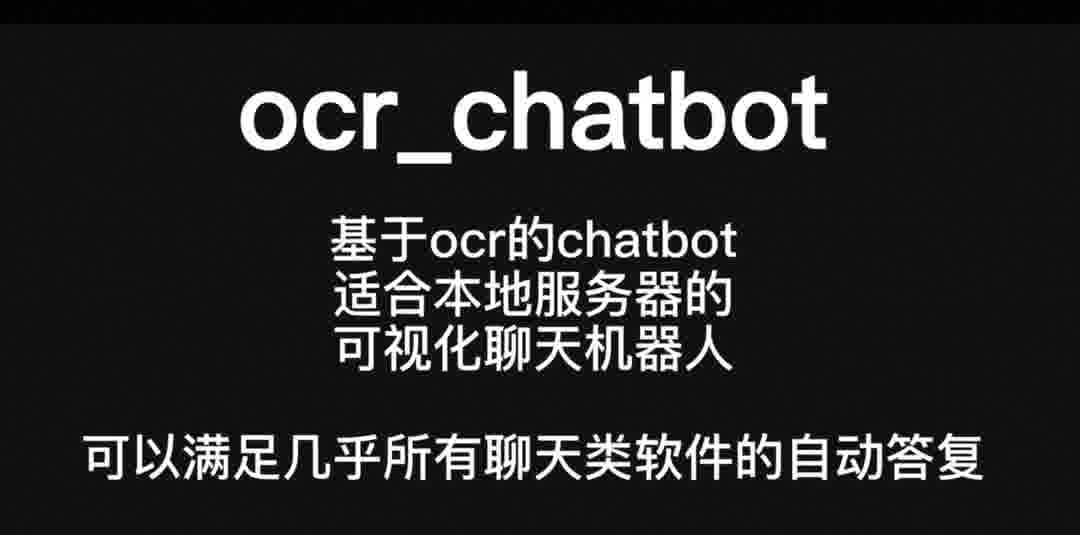 ocr_chatbot
基于ocr的chatbot
适合本地服务器的
可视化聊天机器人
可以满足几乎所有聊天类软件的自动答复